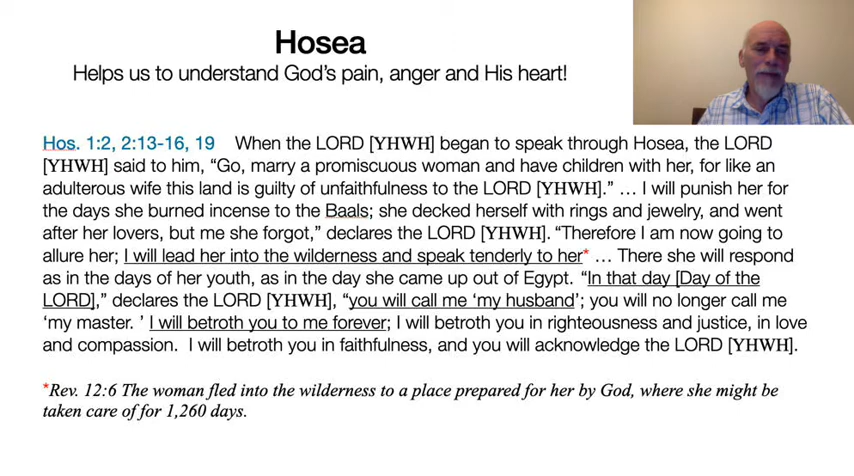 Hosea
Helps us to understand God's pain, anger and His heart!
Hos. 1:2, 2:13-16, 19 When the LORD [YHWH] began to speak through Hosea, the LORD
[YHWH] said to him, “Go, marry a promiscuous woman and have children with her, for like an
adulterous wife this land is guilty of unfaithfulness to the LORD [YHWH].” … I will punish her for
the days she burned incense to the Baals; she decked herself with rings and jewelry, and went
after her lovers, but me she forgot,” declares the LORD [YHWH]. “Therefore I am now going to
allure her; I will lead her into the wilderness and speak tenderly to her* … There she will respond
as in the days of her youth, as in the day she came up out of Egypt. “In that day [Day of the
LORD],” declares the LORD [YHWH], “you will call me ‘my husband’; you will no longer call me
‘my master. ’ I will betroth you to me forever; I will betroth you in righteousness and justice, in love
and compassion. I will betroth you in faithfulness, and you will acknowledge the LORD [YHWH].
*Rev. 12:6 The woman fled into the wilderness to a place prepared for her by God, where she might be
taken care of for 1,260 days.